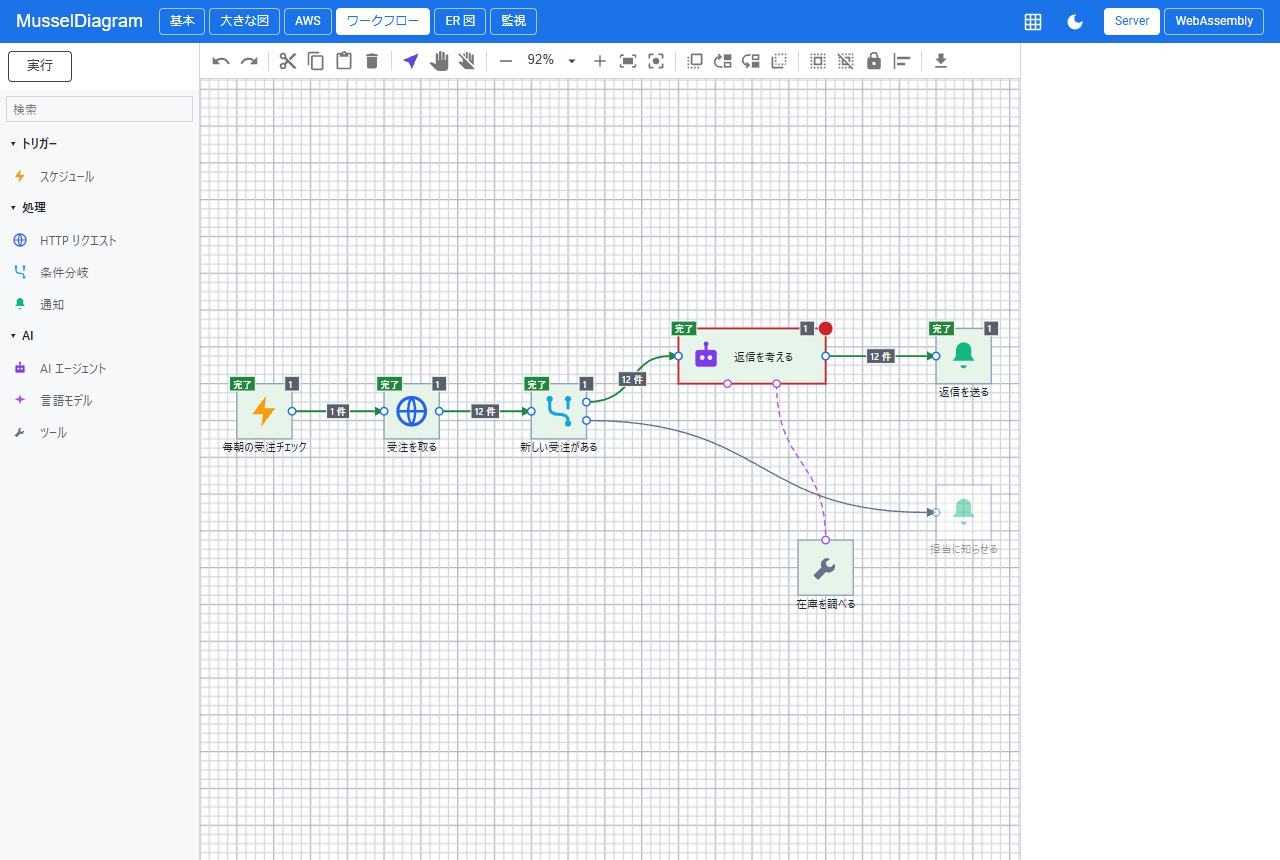 MusselDiagram 基本 大きな図 AWS ワークフロー ER 図 監視 Server WebAssembly
実行
92%
検索
トリガー
スケジュール
処理
HTTP リクエスト
条件分岐
通知
AI
AI エージェント
言語モデル
ツール
完了 1 完了 1
返信を考える 12 件
12 件
完了 1 完了 1 完了 1 返信を送る
1 件 12 件
毎朝の受注チェック 受注を取る 新しい受注がある
担当に知らせる
在庫を調べる